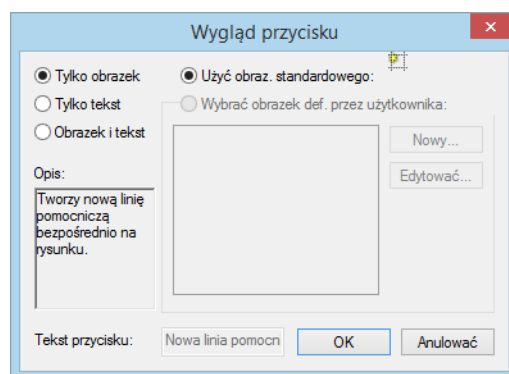 Wygląd przycisku
Tylko obrazek
Użyć obraz. standardowego:
Tylko tekst
Wybrać obrazek def. przez użytkownika:
Obrazek i tekst
Nowy...
Opis:
Edytować...
Tworzy nową linię
pomocniczą
bezpośrednio na
rysunku.
Tekst przycisku:
Nowa linia pomocn
OK
Anulować